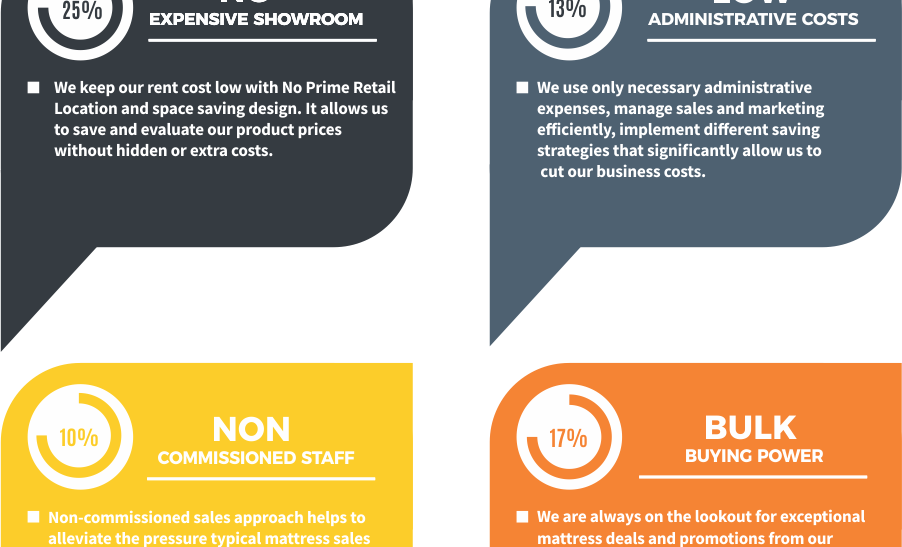 25%
NO
EXPENSIVE SHOWROOM
We keep our rent cost low with No Prime Retail
Location and space saving design. It allows us
to save and evaluate our product prices
without hidden or extra costs.
13%
LOW
ADMINISTRATIVE COSTS
We use only necessary administrative
expenses, manage sales and marketing
efficiently, implement different saving
strategies that significantly allow us to
cut our business costs.
10%
NON
COMMISSIONED STAFF
Non-commissioned sales approach helps to
alleviate the pressure typical mattress sales
17%
BULK
BUYING POWER
We are always on the lookout for exceptional
mattress deals and promotions from our